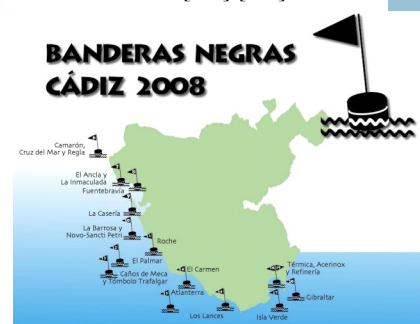 BANDERAS NEGRAS
CÁDIZ 2008
Camarón,
Cruz del Mar y Regla
El Ancla y
La Inmaculada
Fuentebravía
La Casería
La Barrosa y
Novo-Sancti Petri
Roche
El Palmar
Caños de Meca
y Tómbolo Trafalgar
El Carmen
Atlanterra
Los Lances
Térmica, Acerinox
y Refinería
Gibraltar
Isla Verde